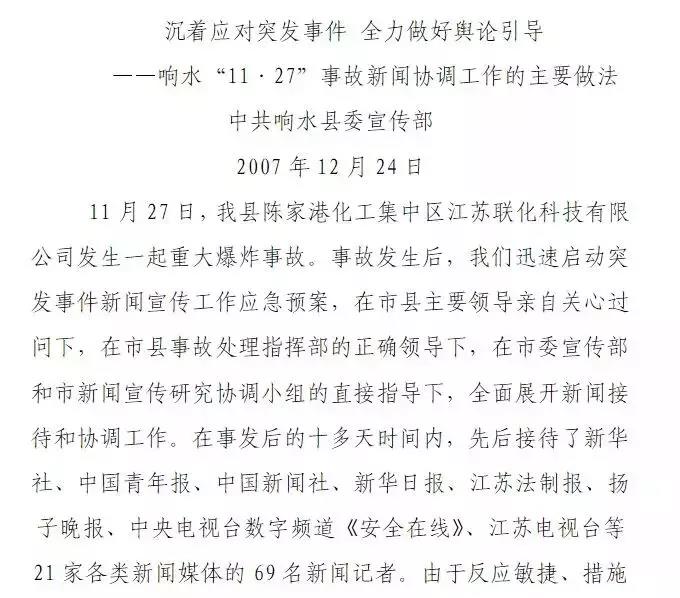 沉着应对突发事件 全力做好舆论引导
——响水“11·27”事故新闻协调工作的主要做法
中共响水县委宣传部
2007 年 12 月 24 日
11 月 27 日，我县陈家港化工集中区江苏联化科技有限
公司发生一起重大爆炸事故。事故发生后，我们迅速启动突
发事件新闻宣传工作应急预案，在市县主要领导亲自关心过
问下，在市县事故处理指挥部的正确领导下，在市委宣传部
和市新闻宣传研究协调小组的直接指导下，全面展开新闻接
待和协调工作。在事发后的十多天时间内，先后接待了新华
社、中国青年报、中国新闻社、新华日报、江苏法制报、扬
子晚报、中央电视台数字频道《安全在线》、江苏电视台等
21 家各类新闻媒体的 69 名新闻记者。由于反应敏捷、措施